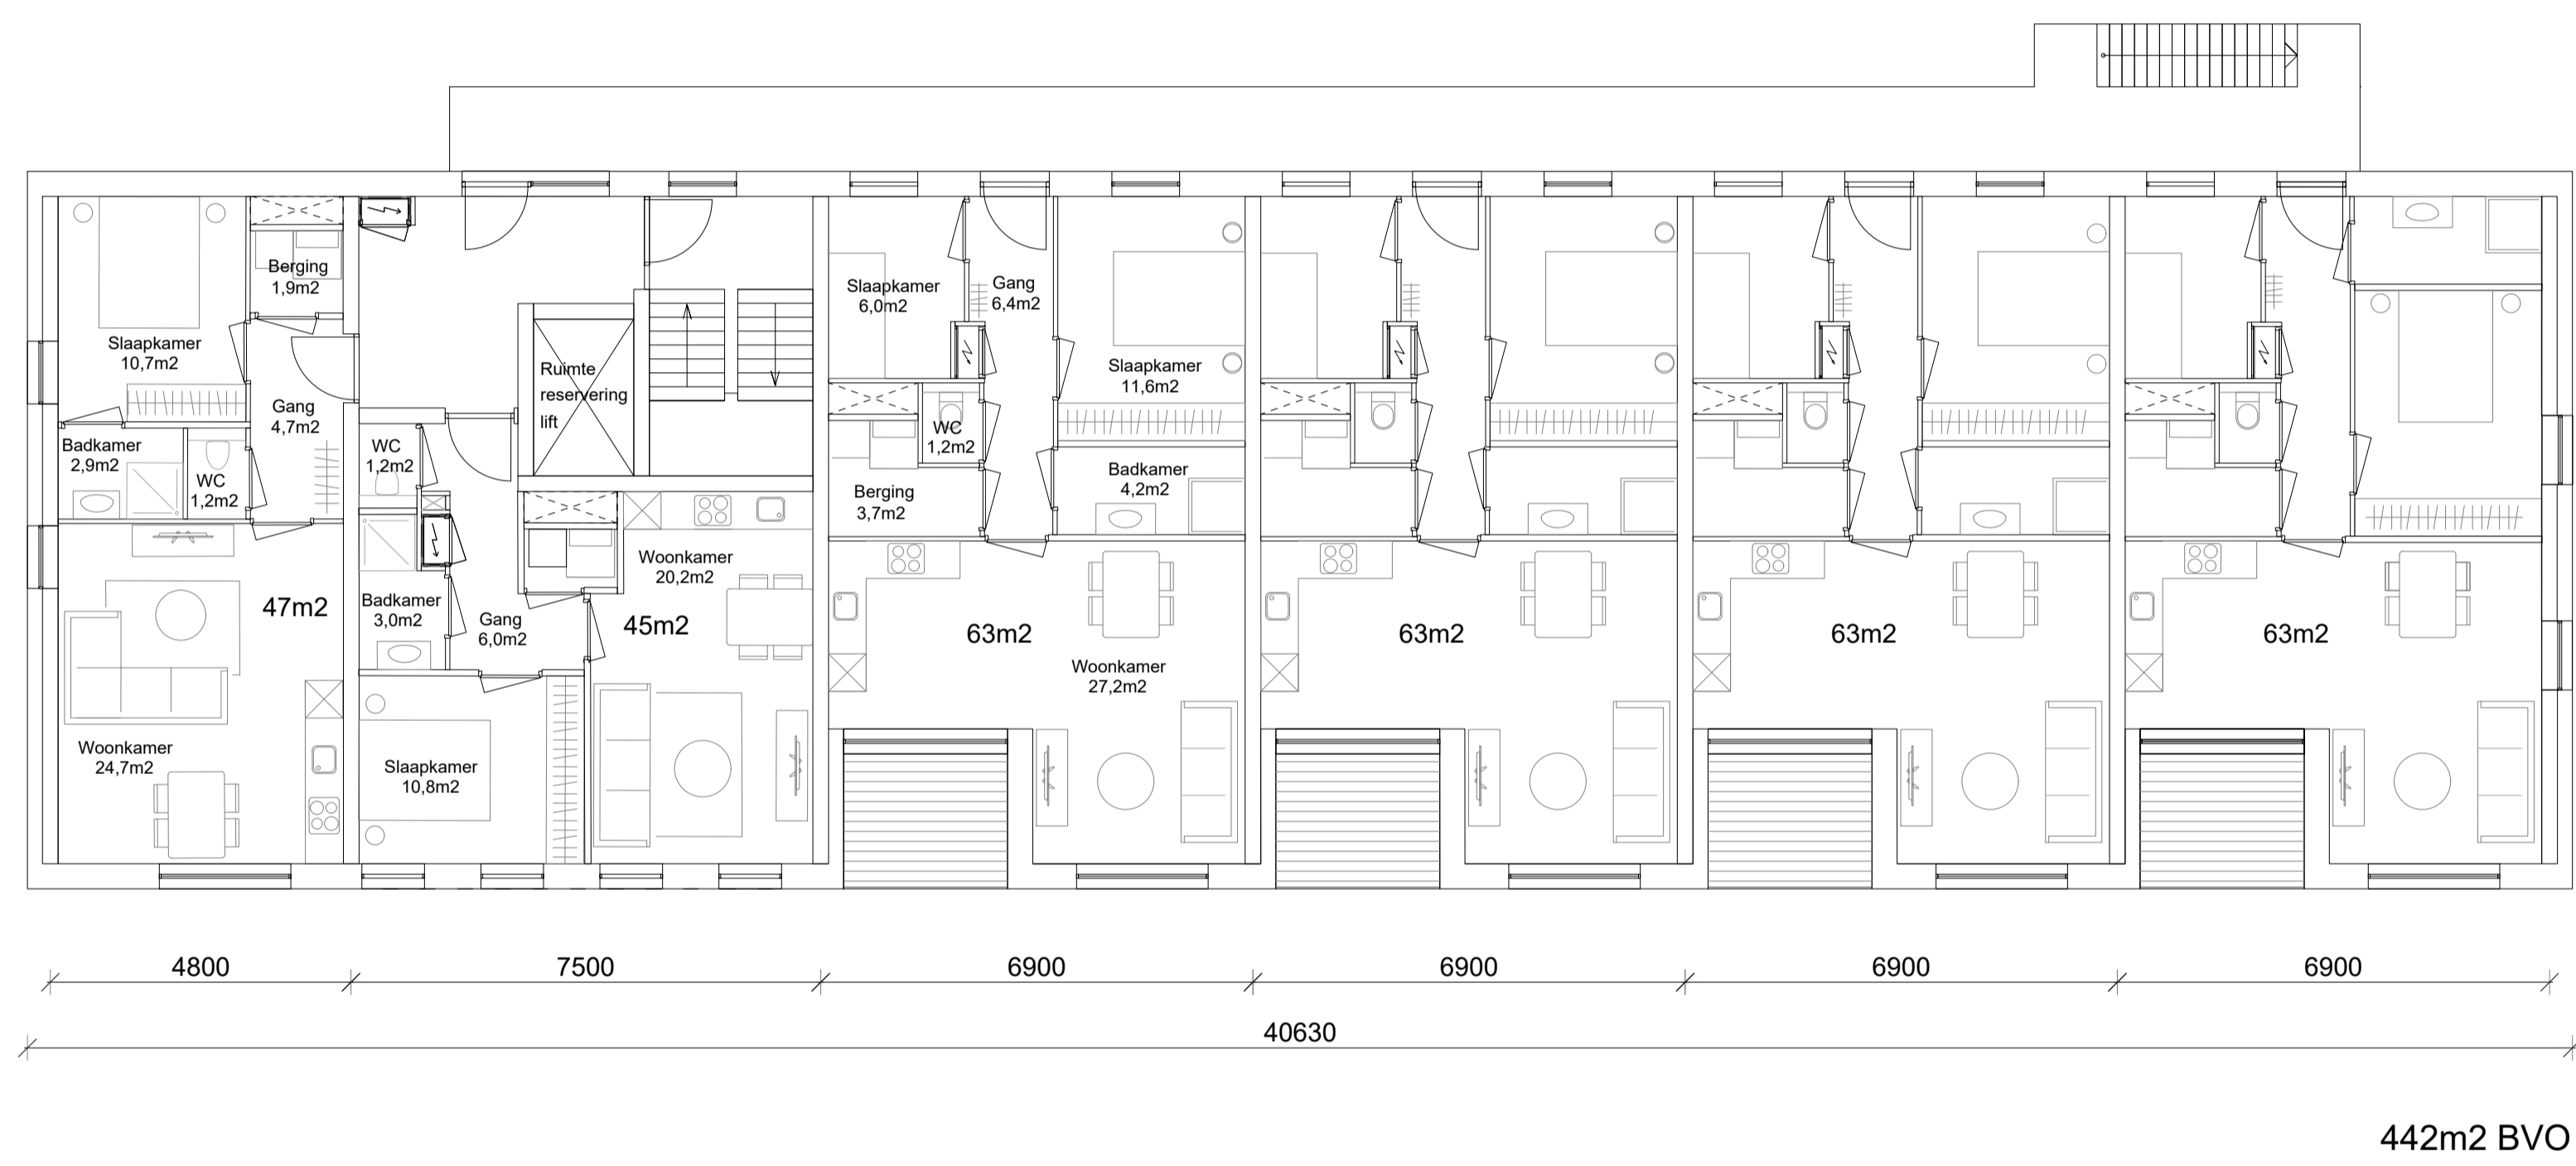 Slaapkamer
10,7m2
Berging
1,9m2
Gang
4,7m2
Badkamer
2,9m2
WC
1,2m2
47m2
Woonkamer
24,7m2
Ruimte
reservering
lift
WC
1,2m2
Badkamer
3,0m2
Gang
6,0m2
Slaapkamer
10,8m2
Woonkamer
20,2m2
45m2
Slaapkamer
6,0m2
Gang
6,4m2
Slaapkamer
11,6m2
WC
1,2m2
Berging
3,7m2
Badkamer
4,2m2
63m2
Woonkamer
27,2m2
63m2
63m2
63m2
4800
7500
6900
6900
6900
6900
40630
442m2 BVO